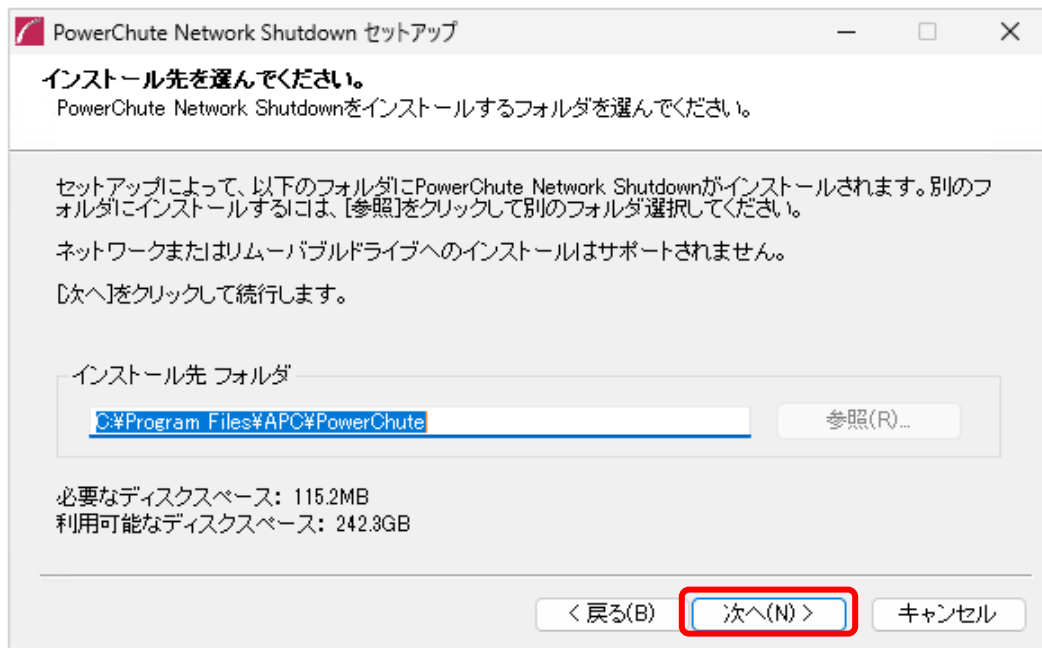 PowerChute Network Shutdown セットアップ
インストール先を選んでください。
PowerChute Network Shutdownをインストールするフォルダを選んでください。
セットアップによって、以下のフォルダにPowerChute Network Shutdownがインストールされます。別のフ
ォルダにインストールするには、[参照]をクリックして別のフォルダ選択してください。
ネットワークまたはリムーバブルドライブへのインストールはサポートされません。
[次へ]をクリックして続行します。
インストール先 フォルダ
C:¥Program Files¥APC¥PowerChute
参照(R)...
必要なディスクスペース: 115.2MB
利用可能なディスクスペース: 242.3GB
< 戻る(B)
次へ(N) >
キャンセル